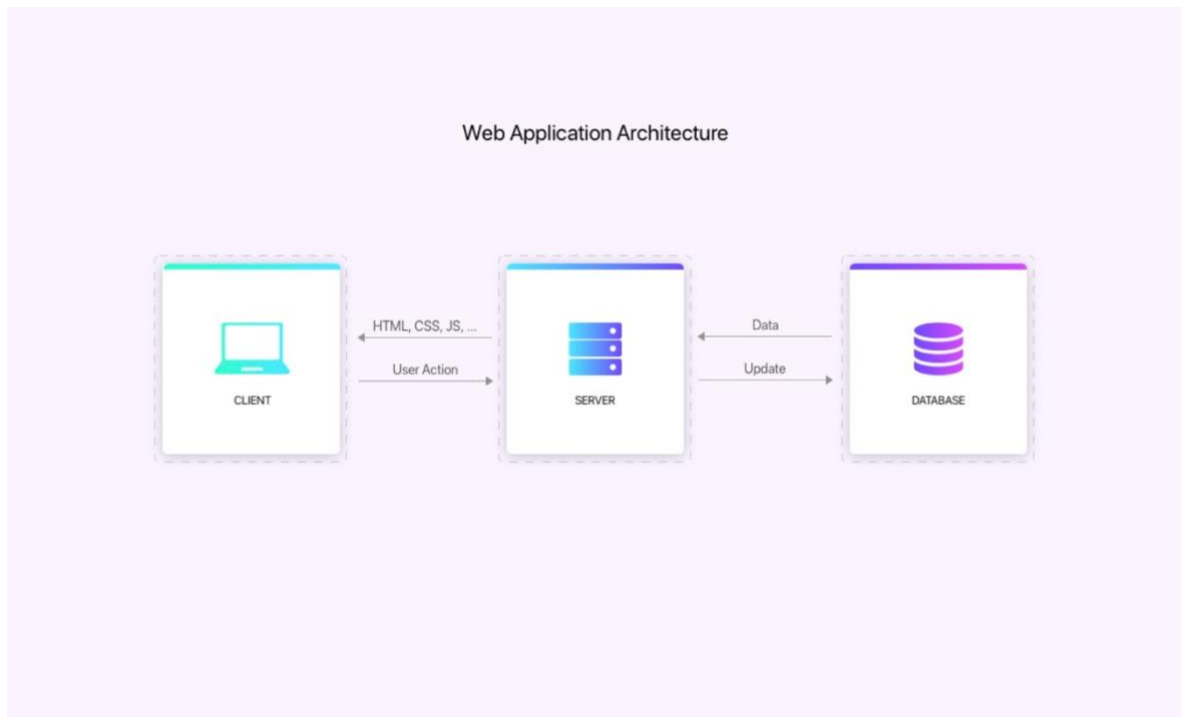 Web Application Architecture
HTML, CSS, JS, ...
Data
User Action
Update
CLIENT
SERVER
DATABASE